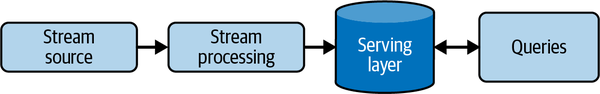 Stream
source
Stream
processing
Serving
layer
Queries